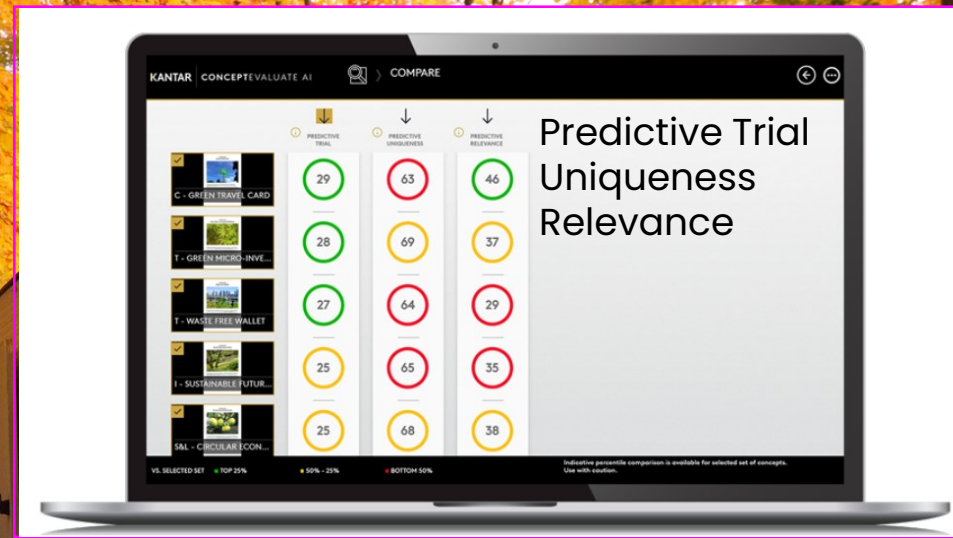 KANTAR CONCEPTEVALUATE AI > COMPARE
PREDICTIVE TRIAL
PREDICTIVE UNIQUENESS
PREDICTIVE RELEVANCE
Predictive Trial
Uniqueness
Relevance
C - GREEN TRAVEL CARD
29 63 46
T - GREEN MICRO-INVE...
28 69 37
T - WASTE FREE WALLET
27 64 29
I - SUSTAINABLE FUTUR...
25 65 35
S&L - CIRCULAR ECON...
25 68 38
VS. SELECTED SET TOP 25% 50% - 25% BOTTOM 50%
Indicative percentile comparison is available for selected set of concepts.
Use with caution.